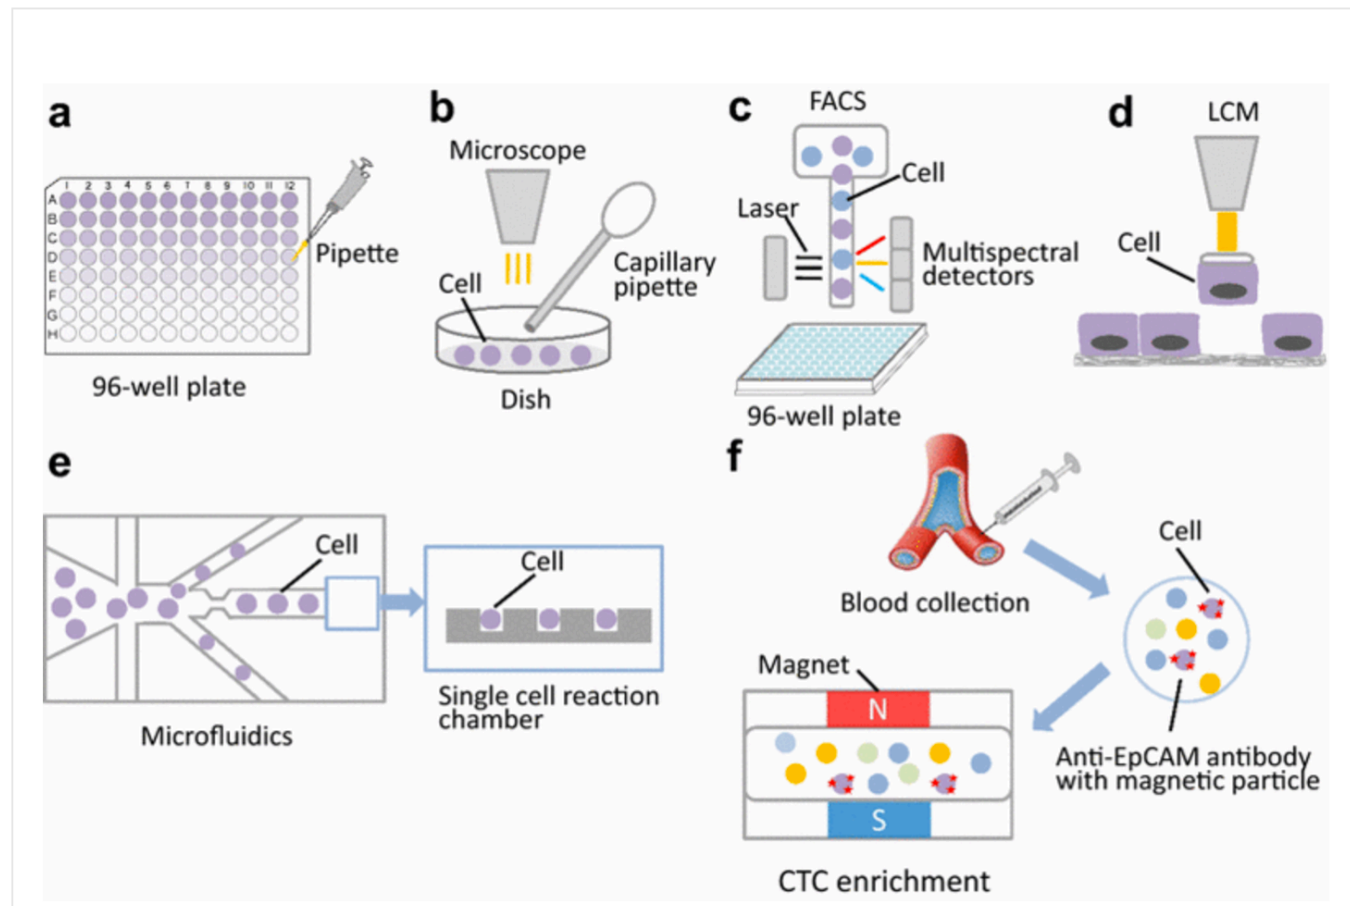 a
1 2 3 4 5 6 7 8 9 10 11 12
A
B
C
D
E
F
G
H
Pipette
96-well plate
b
Microscope
Cell
Capillary
pipette
Dish
c
FACS
Cell
Laser
Multispectral
detectors
96-well plate
d
LCM
Cell
e
Cell
Microfluidics
Cell
Single cell reaction
chamber
f
Blood collection
Cell
Anti-EpCAM antibody
with magnetic particle
Magnet
N
S
CTC enrichment